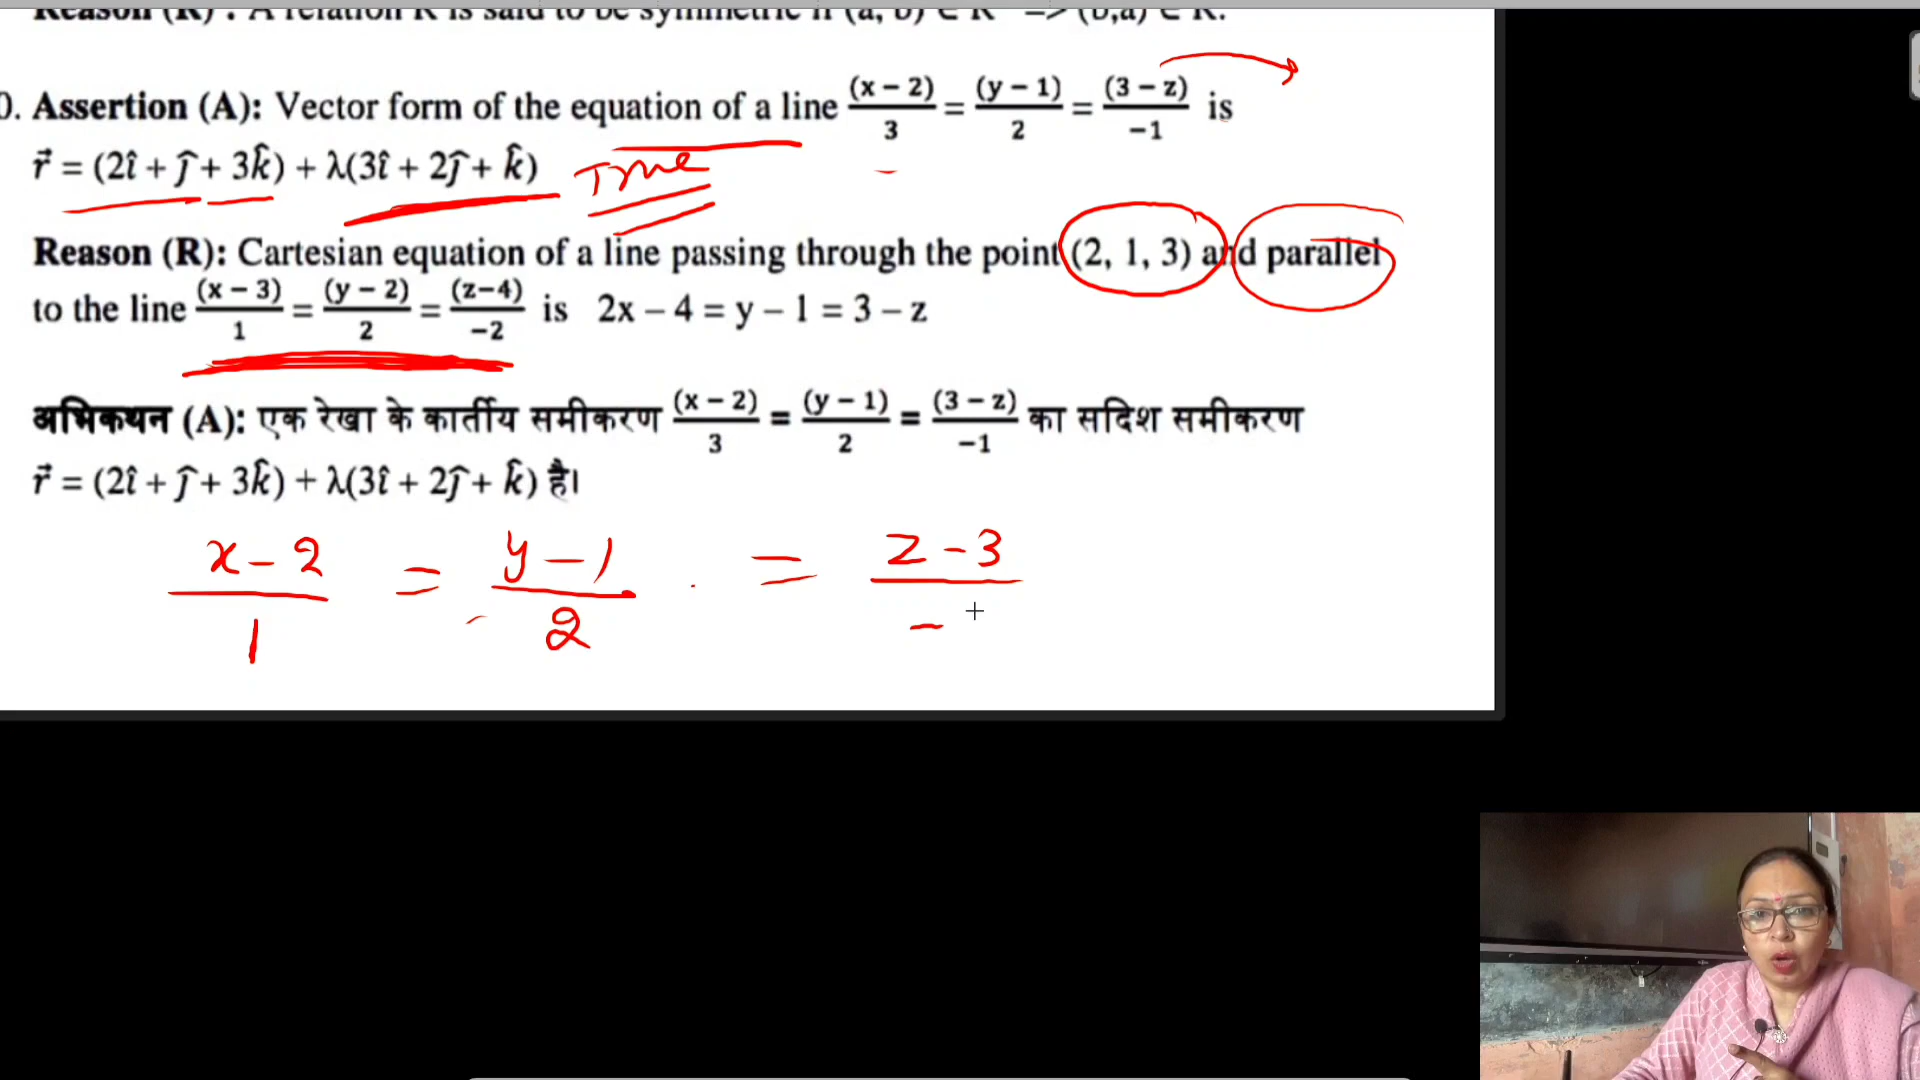 Reason (R) : A relation R is said to be symmetric if (a, b) ∈ R => (b,a) ∈ R.
0. Assertion (A): Vector form of the equation of a line (x − 2)/3 = (y − 1)/2 = (3 − z)/−1 is
r⃗ = (2î + ĵ + 3k̂) + λ(3î + 2ĵ + k̂) True
Reason (R): Cartesian equation of a line passing through the point (2, 1, 3) and parallel
to the line (x − 3)/1 = (y − 2)/2 = (z−4)/−2 is 2x − 4 = y − 1 = 3 − z
अभिकथन (A): एक रेखा के कार्तीय समीकरण (x − 2)/3 = (y − 1)/2 = (3 − z)/−1 का सदिश समीकरण
r⃗ = (2î + ĵ + 3k̂) + λ(3î + 2ĵ + k̂) है।
x − 2/1 = y − 1/2 = z − 3/−